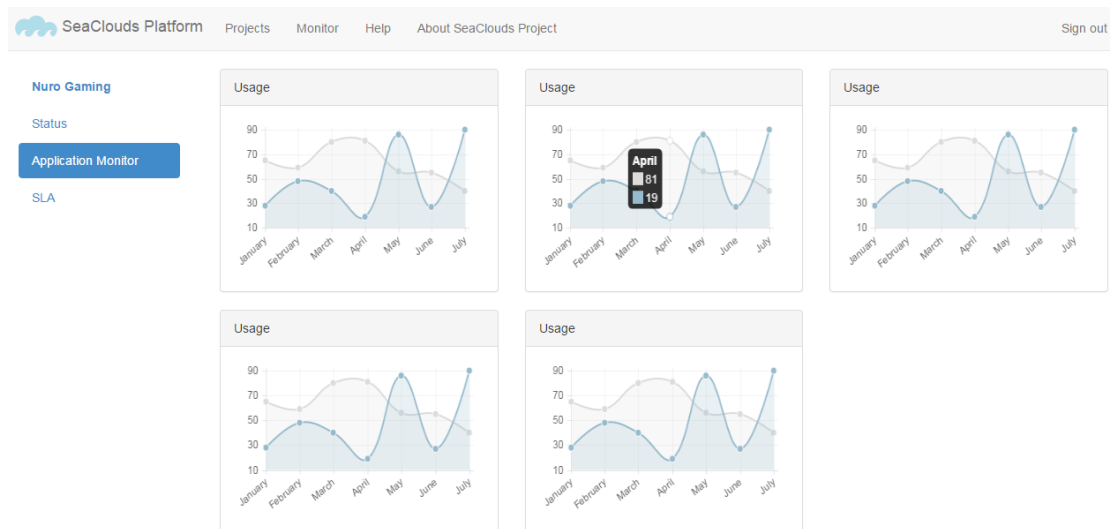 SeaClouds Platform Projects Monitor Help About SeaClouds Project Sign out
Nuro Gaming
Status
Application Monitor
SLA
Usage
90
70
50
30
10
January February March April May June July
Usage
90
70
50
30
10
April
81
19
January February March April May June July
Usage
90
70
50
30
10
January February March April May June July
Usage
90
70
50
30
10
January February March April May June July
Usage
90
70
50
30
10
January February March April May June July